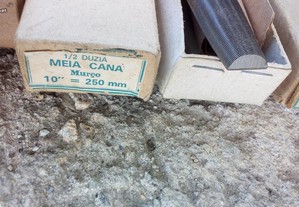 1/2 DUZIA
MEIA CANA
Murço
10" = 250 mm